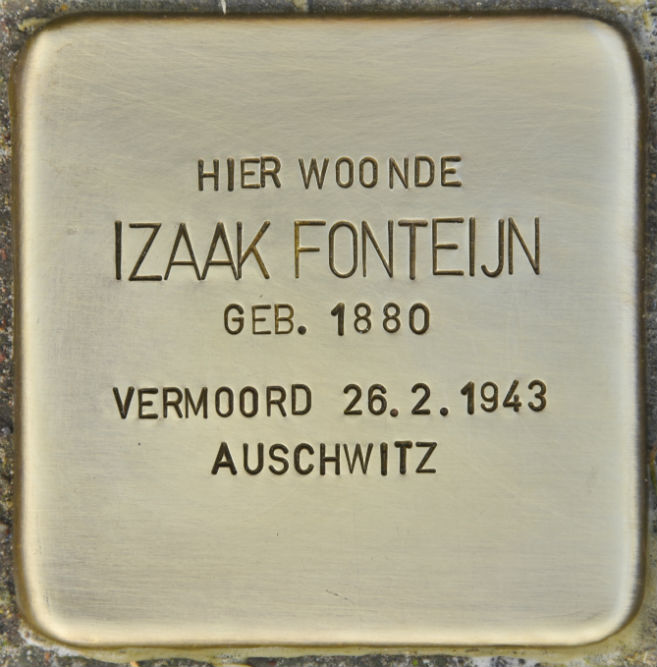 HIER WOONDE
IZAAK FONTEIJN
GEB. 1880
VERMOORD 26.2.1943
AUSCHWITZ